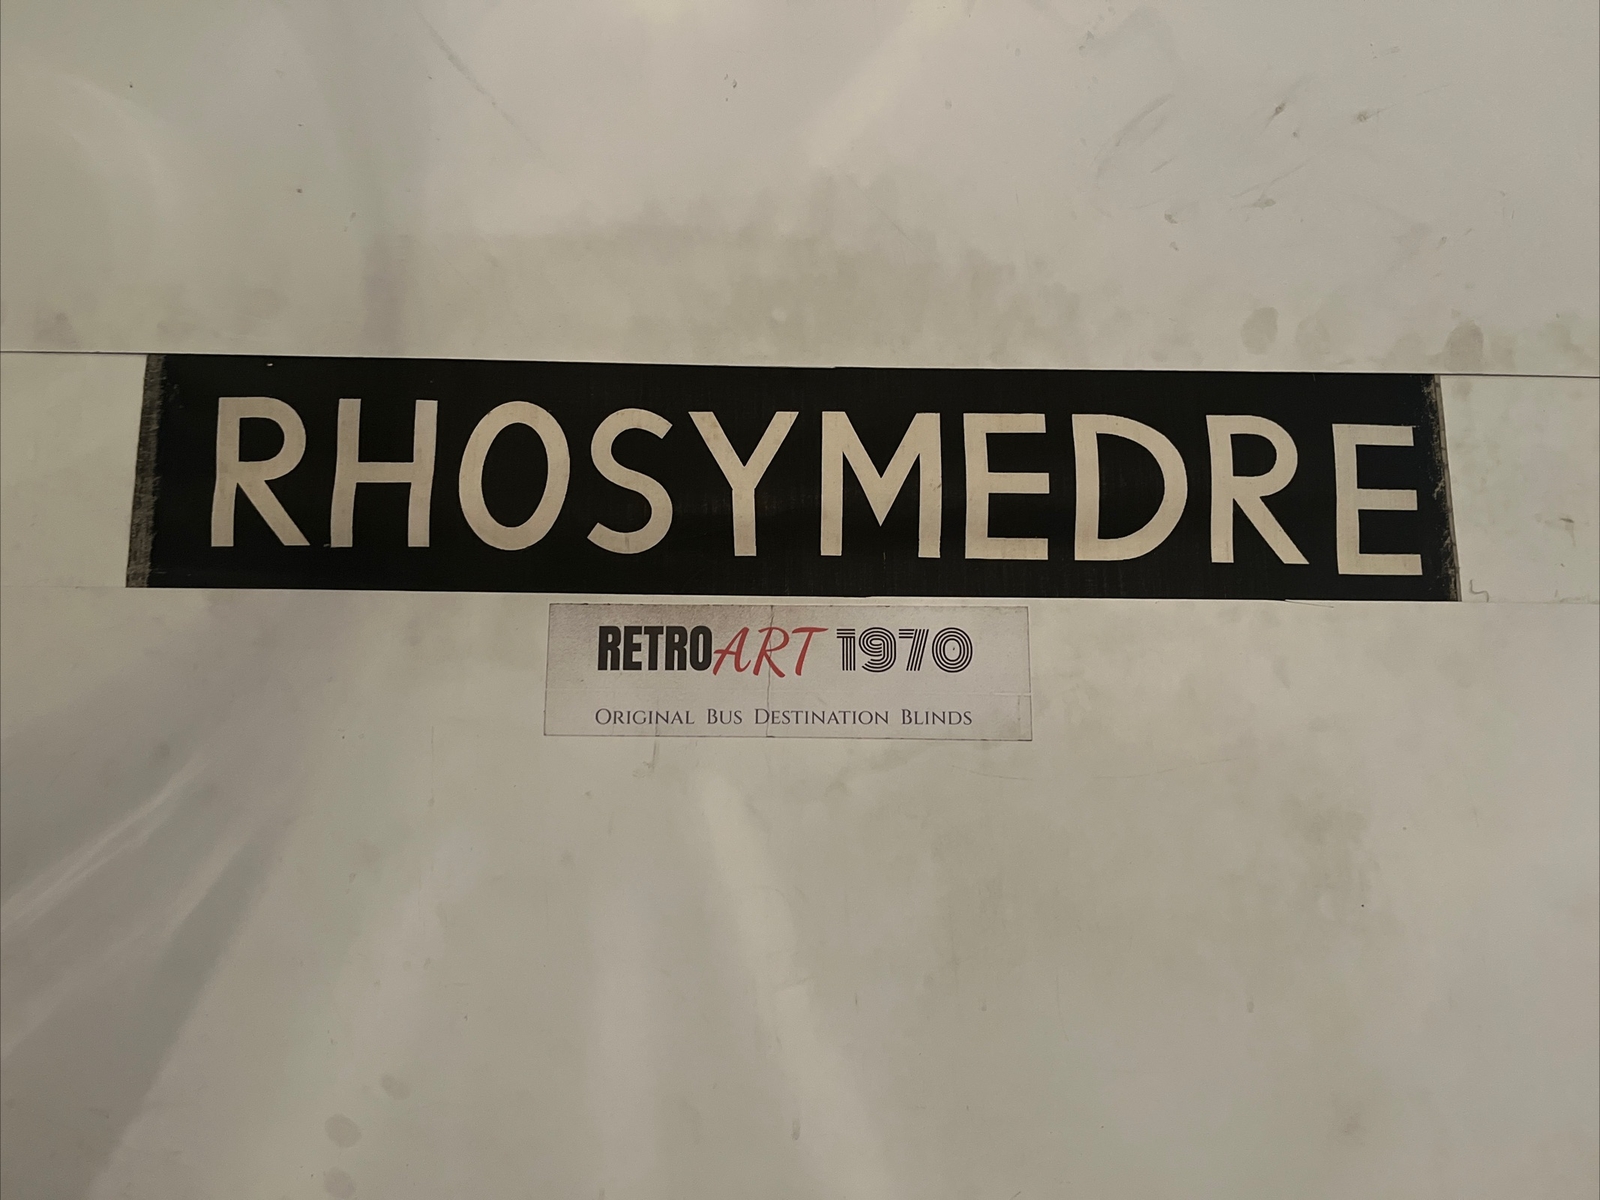 RHOSYMEDRE
RETROART 1970
ORIGINAL BUS DESTINATION BLINDS